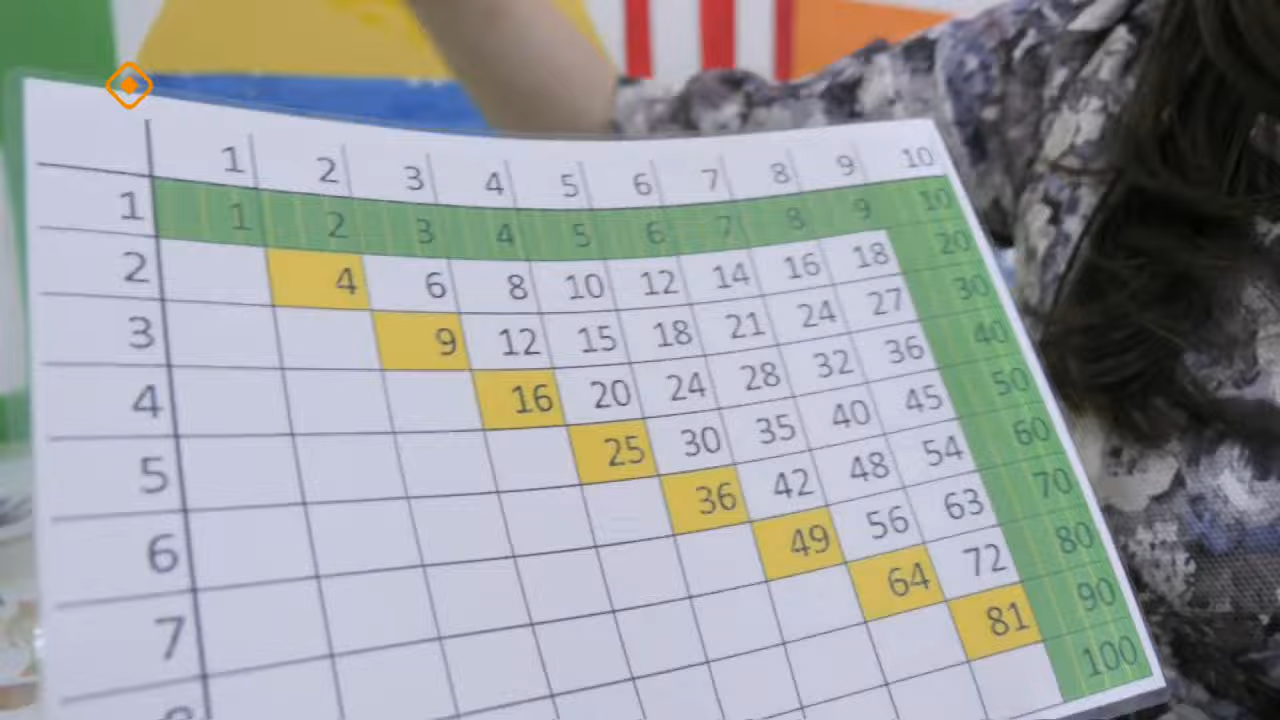 1 2 3 4 5 6 7 8 9 10
1 1 2 3 4 5 6 7 8 9 10
2 4 6 8 10 12 14 16 18 20
3 9 12 15 18 21 24 27 30
4 16 20 24 28 32 36 40
5 25 30 35 40 45 50
6 36 42 48 54 60
7 49 56 63 70
64 72 80
81 90
100